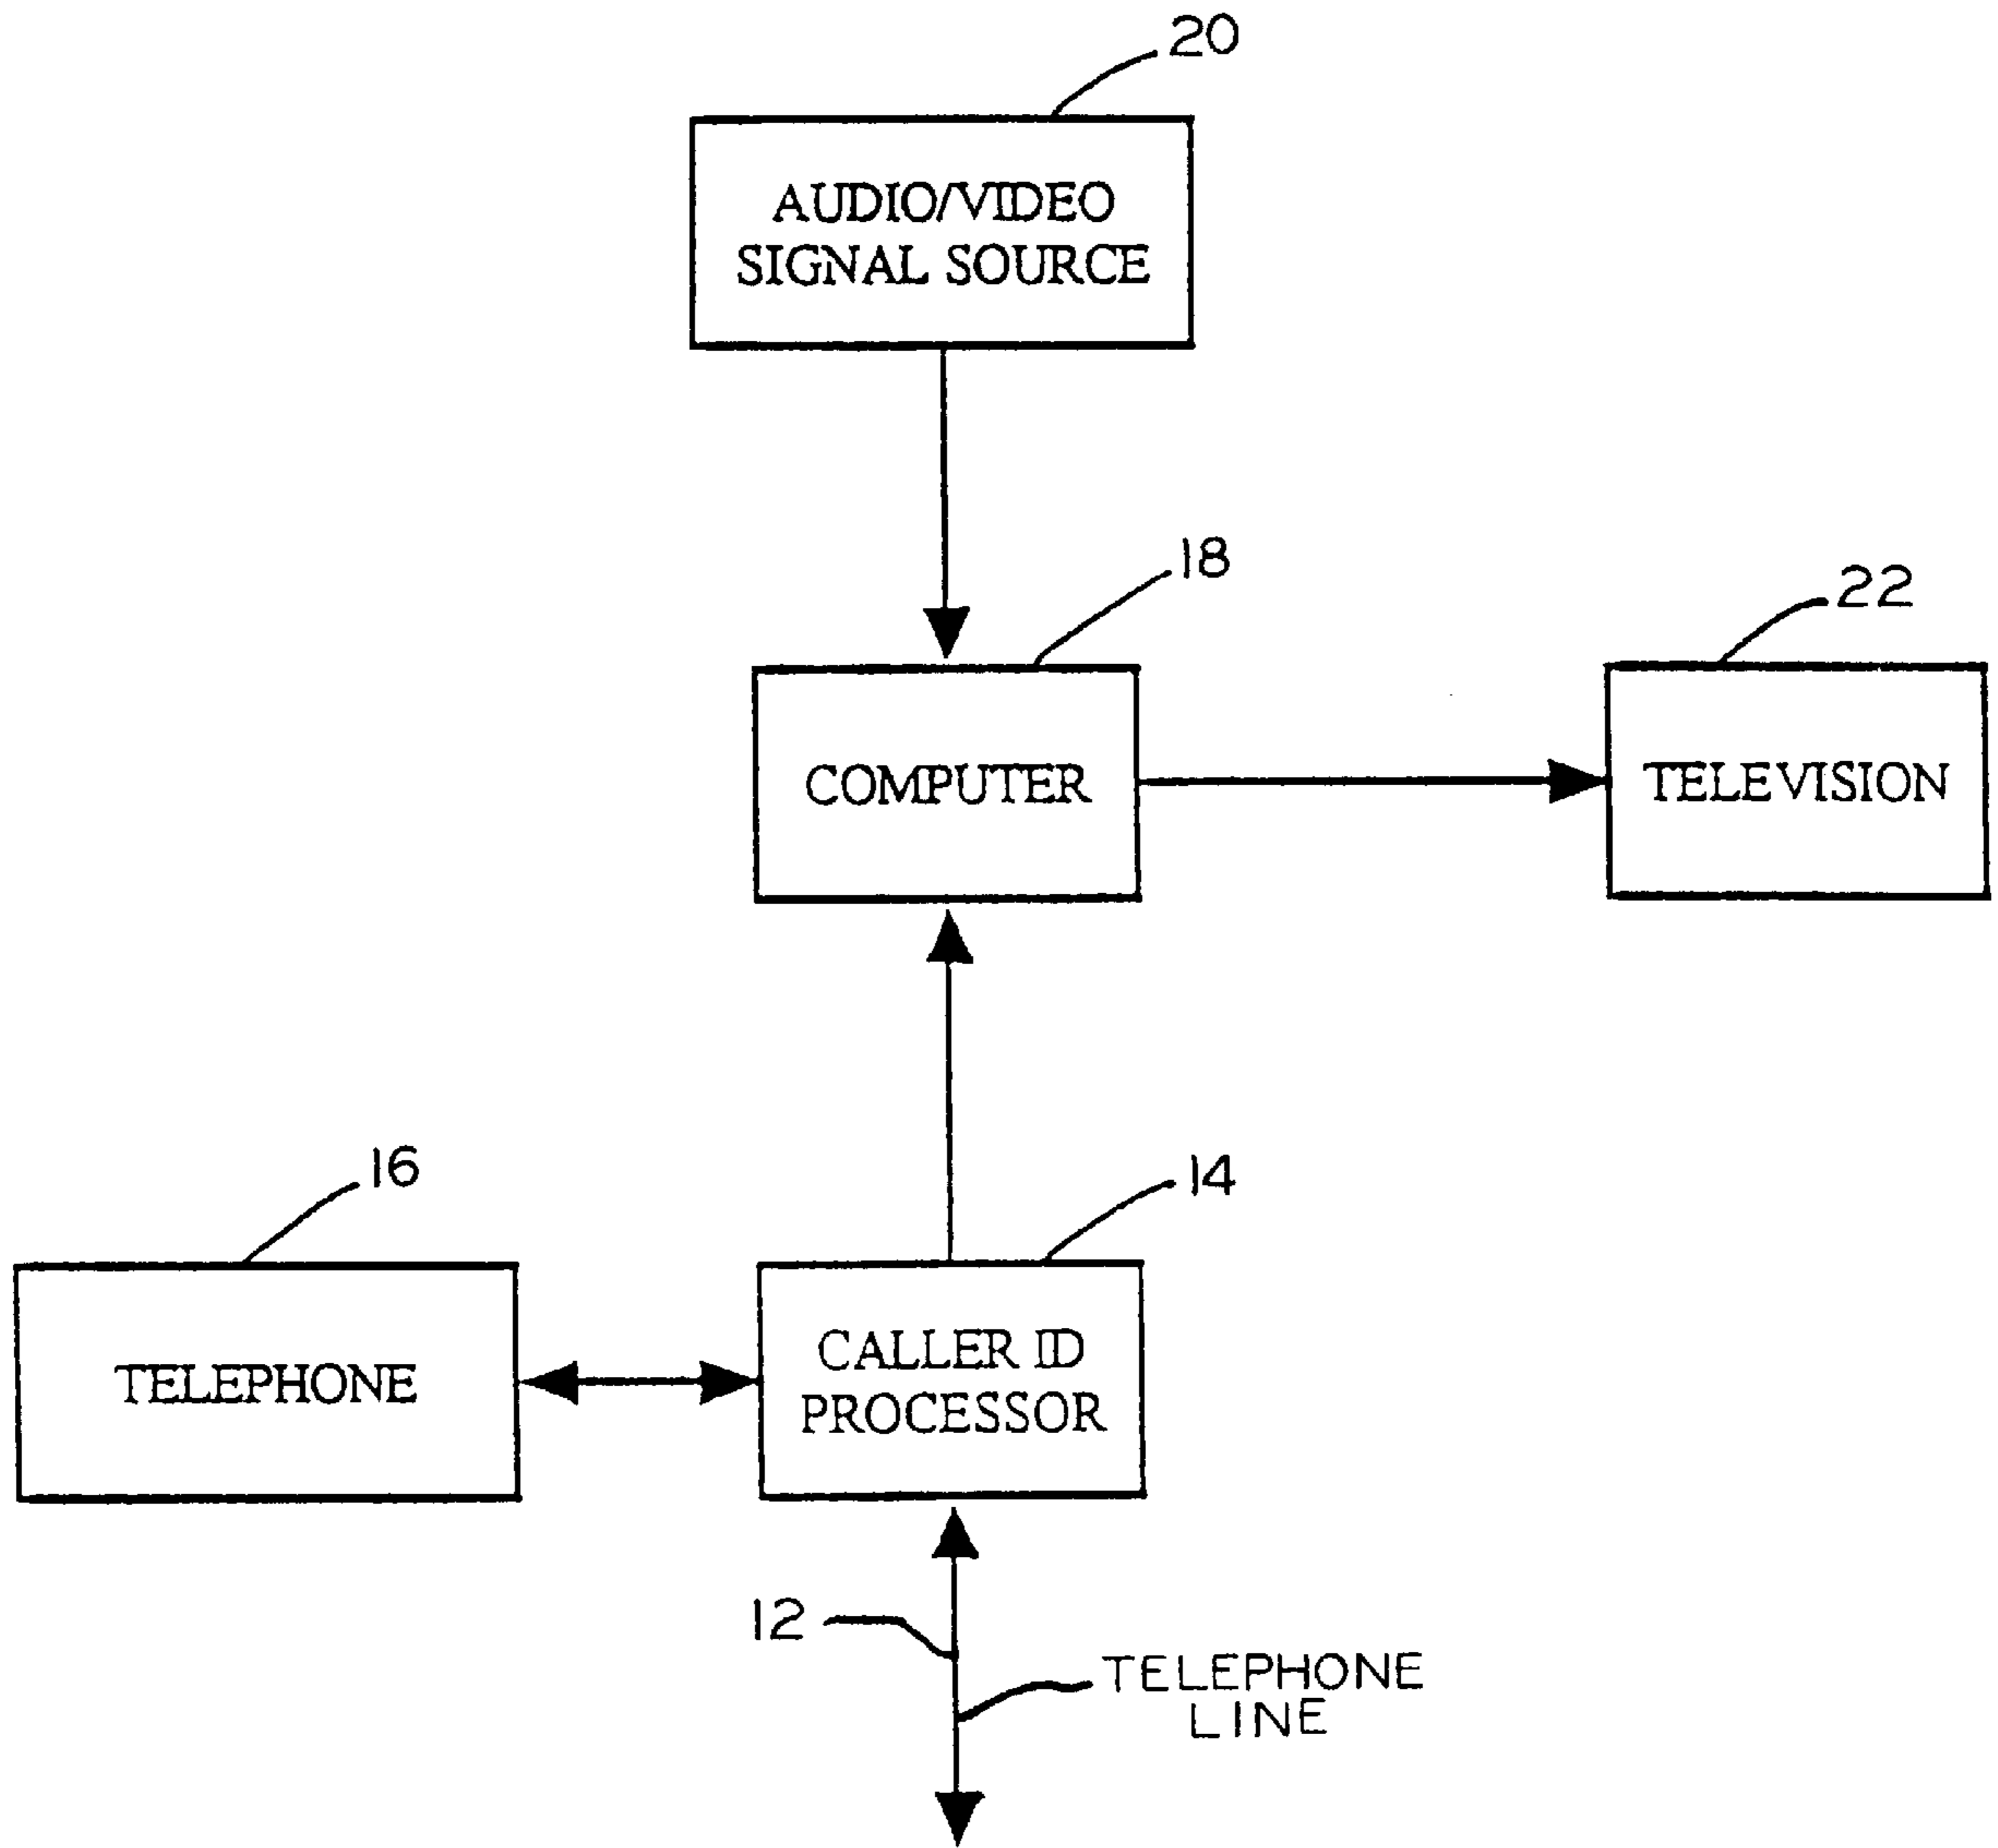 20
AUDIO/VIDEO
SIGNAL SOURCE
18
22
COMPUTER
TELEVISION
16
14
TELEPHONE
CALLER ID
PROCESSOR
12
TELEPHONE
LINE